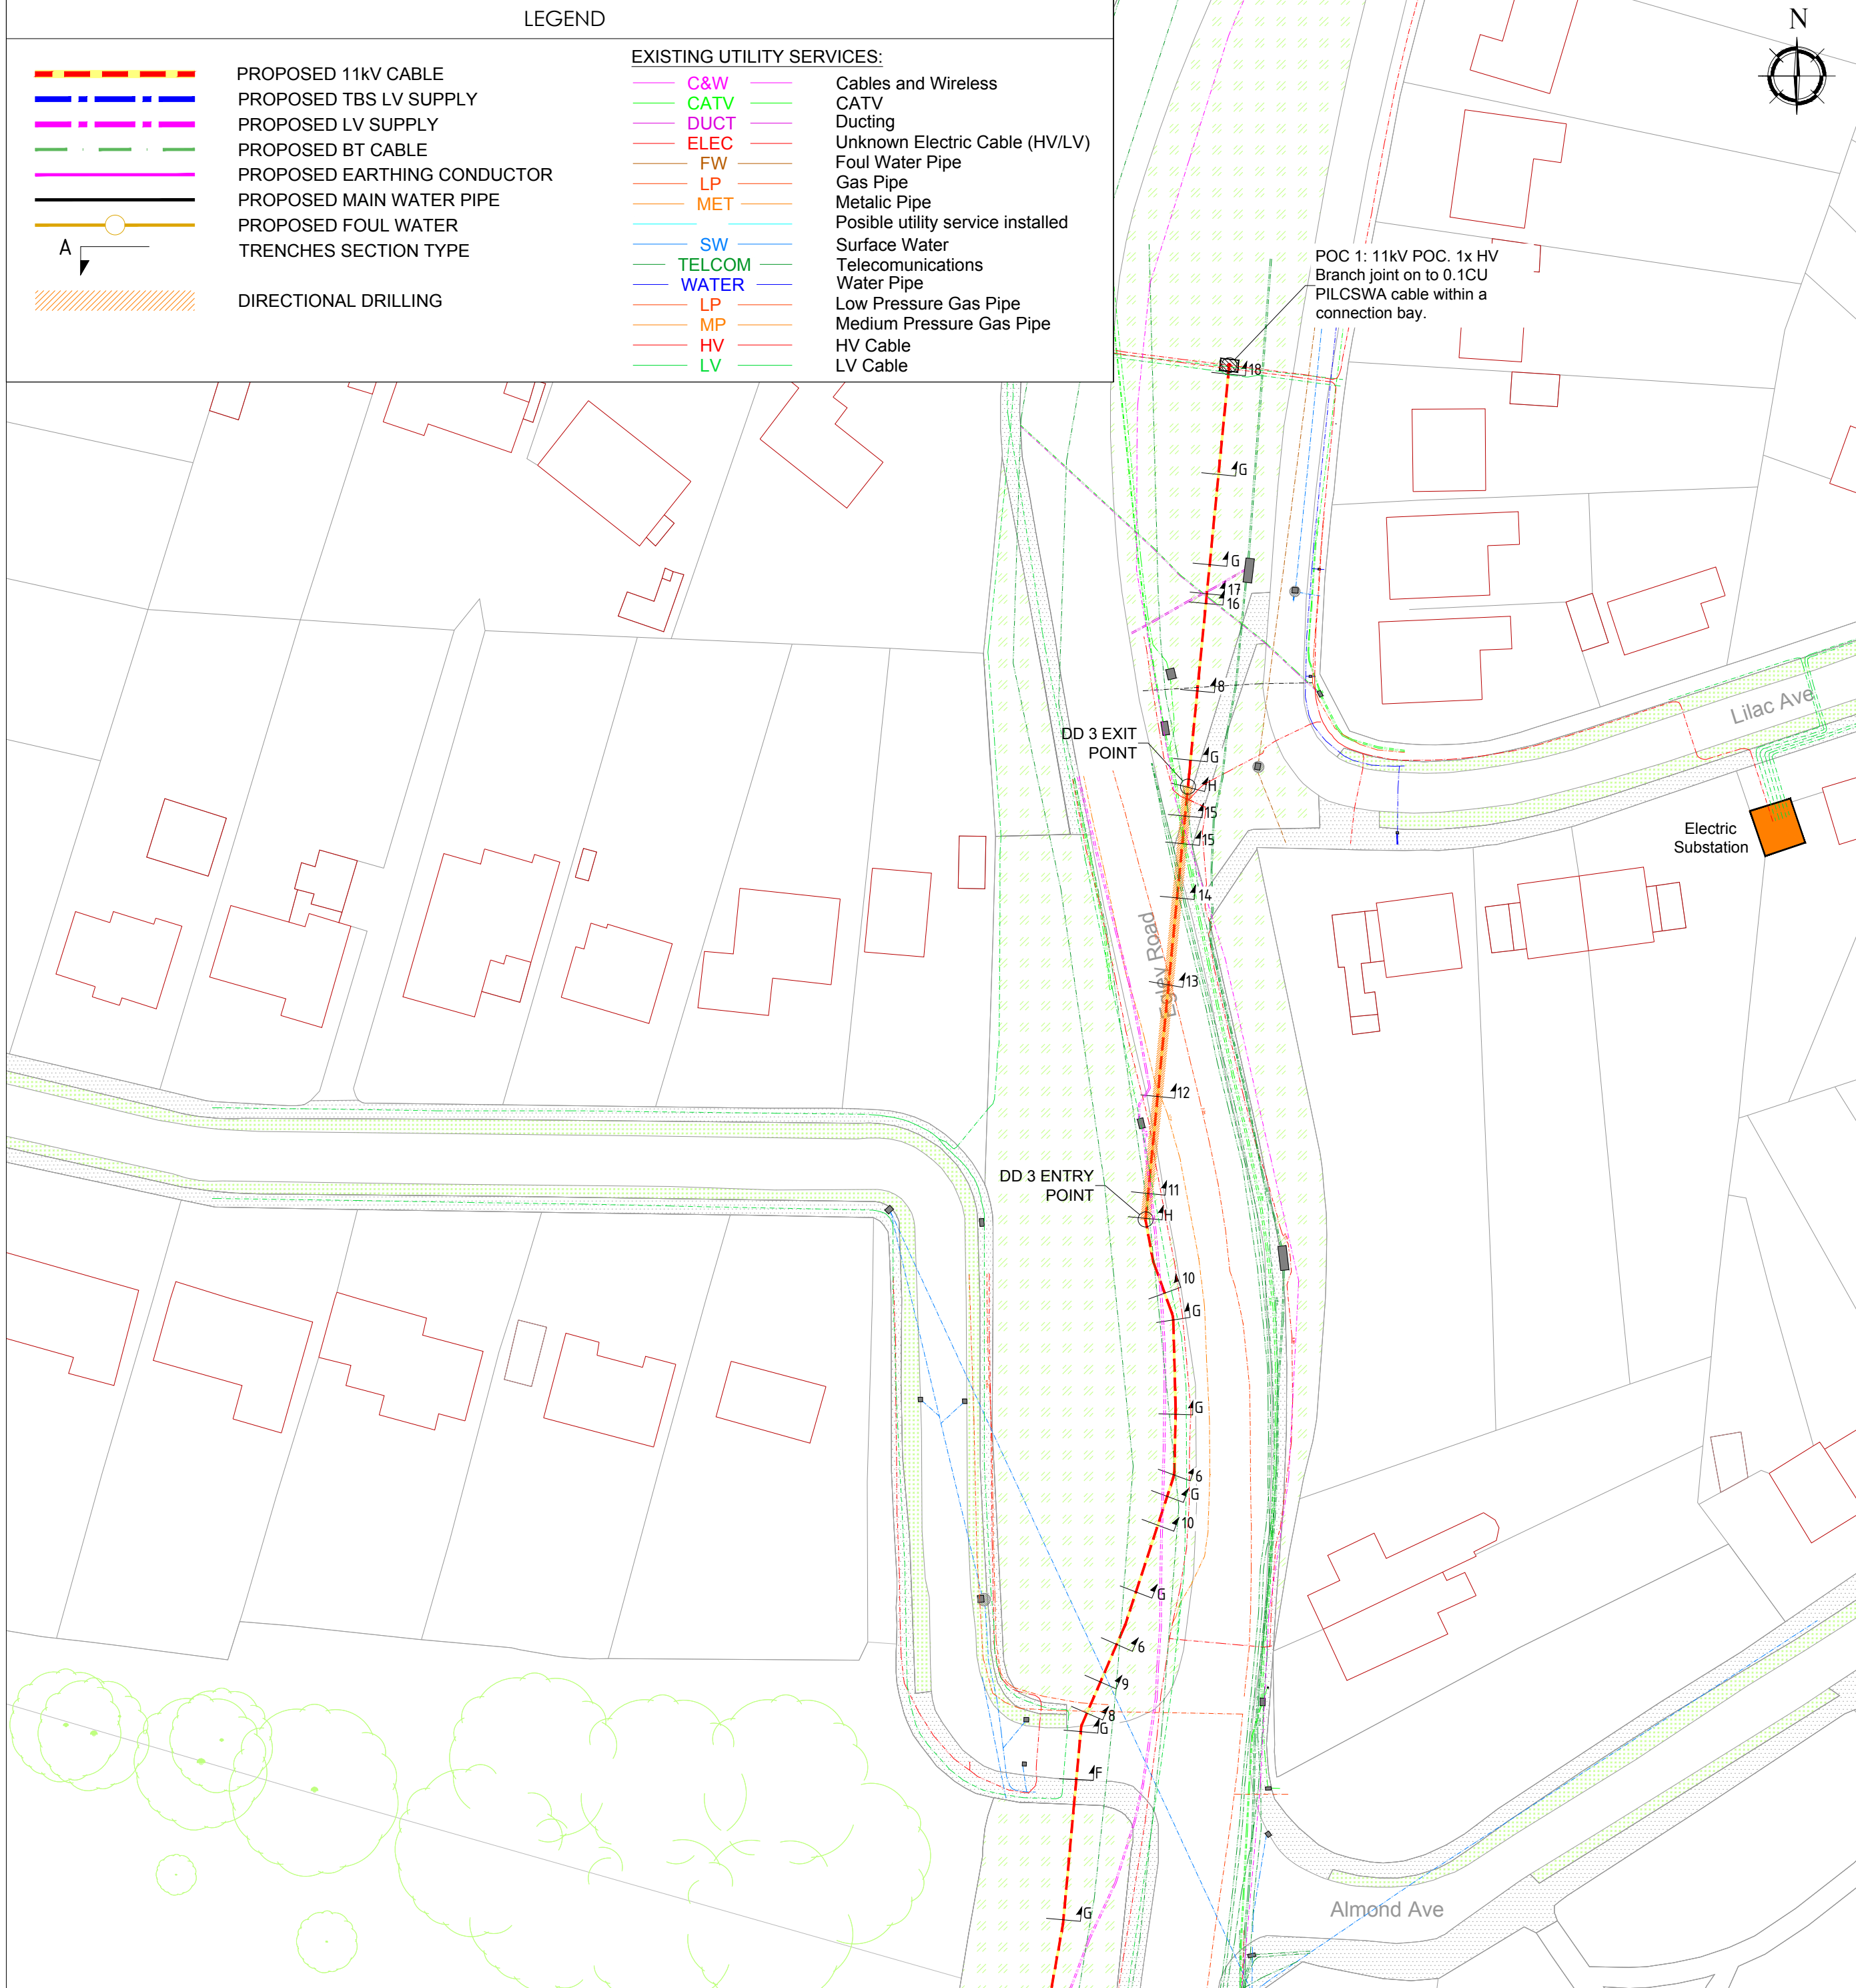 LEGEND
PROPOSED 11kV CABLE
PROPOSED TBS LV SUPPLY
PROPOSED LV SUPPLY
PROPOSED BT CABLE
PROPOSED EARTHING CONDUCTOR
PROPOSED MAIN WATER PIPE
PROPOSED FOUL WATER
A TRENCHES SECTION TYPE
DIRECTIONAL DRILLING
EXISTING UTILITY SERVICES:
C&W Cables and Wireless
CATV CATV
DUCT Ducting
ELEC Unknown Electric Cable (HV/LV)
FW Foul Water Pipe
LP Gas Pipe
MET Metalic Pipe
Posible utility service installed
SW Surface Water
TELCOM Telecomunications
WATER Water Pipe
LP Low Pressure Gas Pipe
MP Medium Pressure Gas Pipe
HV HV Cable
LV LV Cable
N
POC 1: 11kV POC. 1x HV
Branch joint on to 0.1CU
PILCSWA cable within a
connection bay.
18
G
G
17
16
8
Lilac Ave
DD 3 EXIT
POINT
G
H
15
15
Electric
Substation
14
Road
13
12
DD 3 ENTRY
POINT
11
H
10
G
G
6
G
10
G
6
9
8
G
F
G
Almond Ave